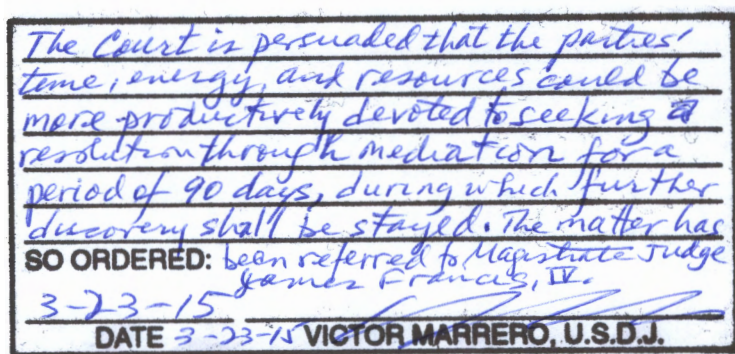 The Court is persuaded that the parties'
time, energy, and resources could be
more productively devoted to seeking a
resolution through mediation for a
period of 90 days, during which further
discovery shall be stayed. The matter has
SO ORDERED: been referred to Magistrate Judge
James Francis, IV.
3-23-15
DATE 3-23-15 VICTOR MARRERO, U.S.D.J.